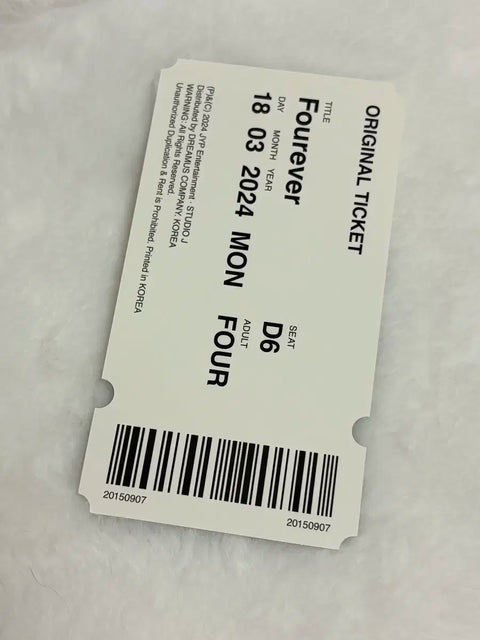 ORIGINAL TICKET
TITLE
Fourever
DAY MONTH YEAR
18 03 2024 MON
SEAT
D6
ADULT
FOUR
(P)&(C) 2024 JYP Entertainment · STUDIO J
Distributed by DREAMUS COMPANY. KOREA
WARNING: All Rights Reserved.
Unauthorized Duplication & Rent is Prohibited. Printed in KOREA
20150907
20150907